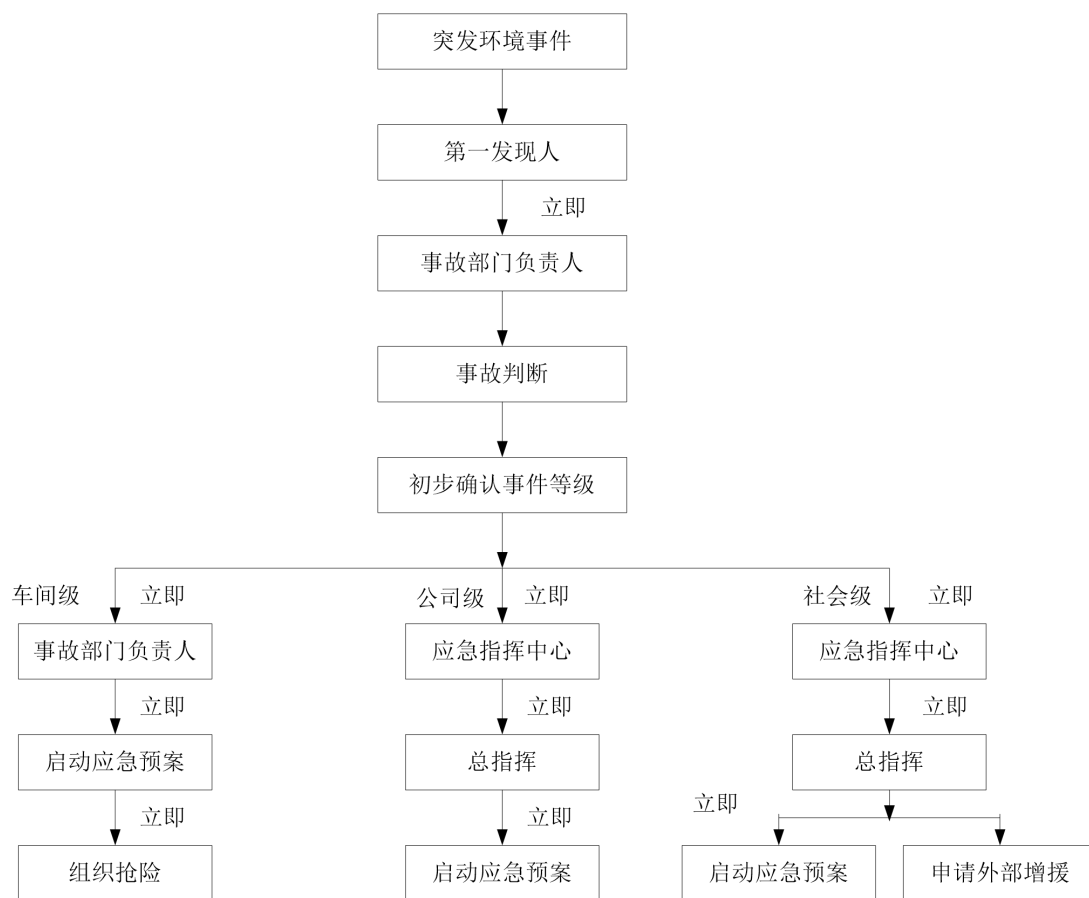 突发环境事件
第一发现人
立即
事故部门负责人
事故判断
初步确认事件等级
车间级 立即 公司级 立即 社会级 立即
事故部门负责人 应急指挥中心 应急指挥中心
立即 立即 立即
启动应急预案 总指挥 总指挥
立即 立即 立即
组织抢险 启动应急预案 启动应急预案 申请外部增援